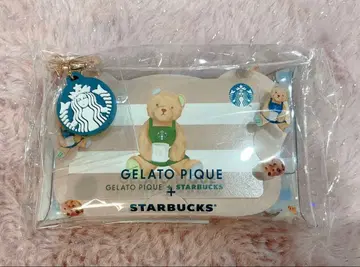 GELATO PIQUE
GELATO PIQUE + STARBUCKS
+
STARBUCKS®